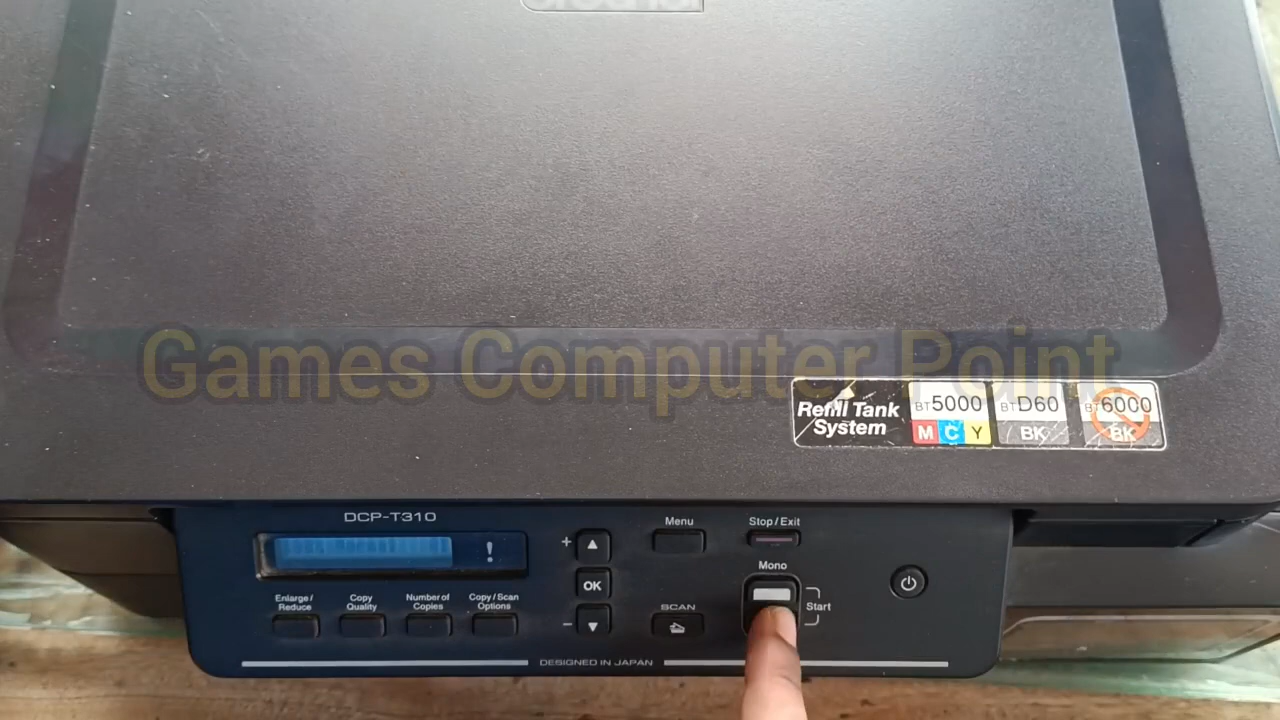 Games Computer Point
Refill Tank
System
BT5000
M C Y
BTD60
BK
BT6000
BK
DCP-T310
Menu
Stop/Exit
+
OK
−
Mono
Start
Enlarge/
Reduce
Copy
Quality
Number of
Copies
Copy/Scan
Options
SCAN
DESIGNED IN JAPAN